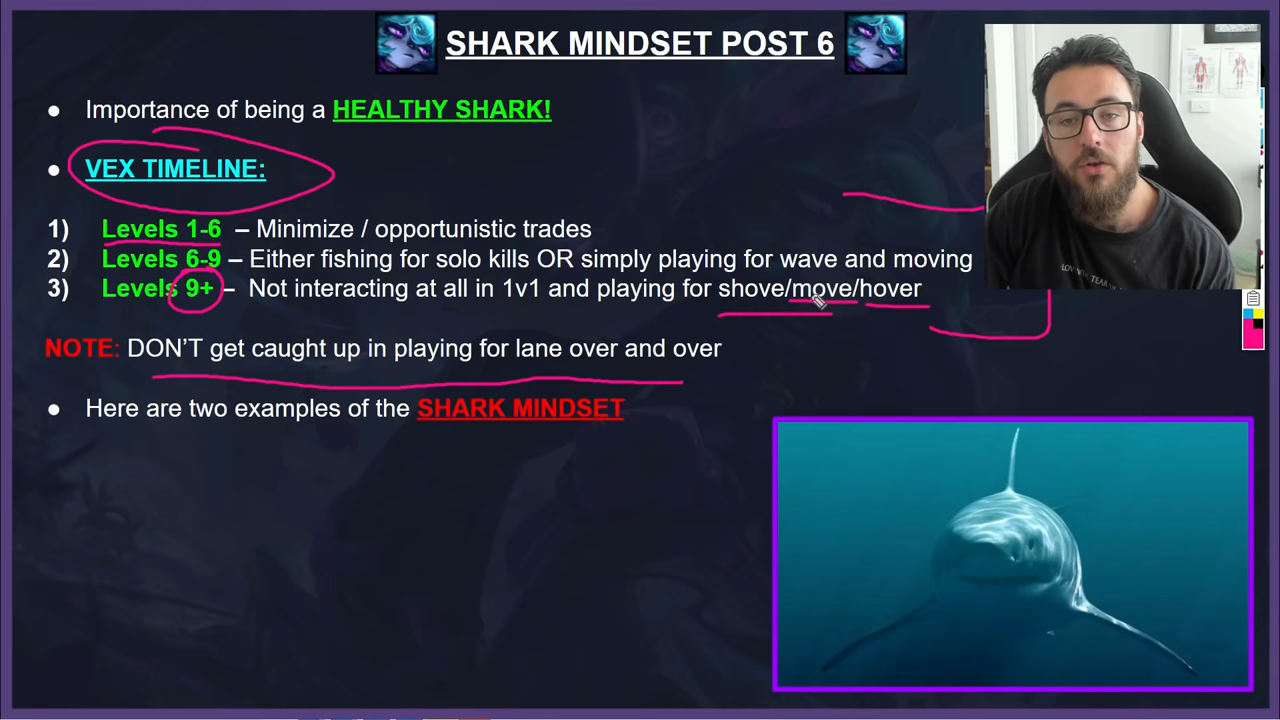 SHARK MINDSET POST 6
● Importance of being a HEALTHY SHARK!
● VEX TIMELINE:
1) Levels 1-6 – Minimize / opportunistic trades
2) Levels 6-9 – Either fishing for solo kills OR simply playing for wave and moving
3) Levels 9+ – Not interacting at all in 1v1 and playing for shove/move/hover
NOTE: DON'T get caught up in playing for lane over and over
● Here are two examples of the SHARK MINDSET